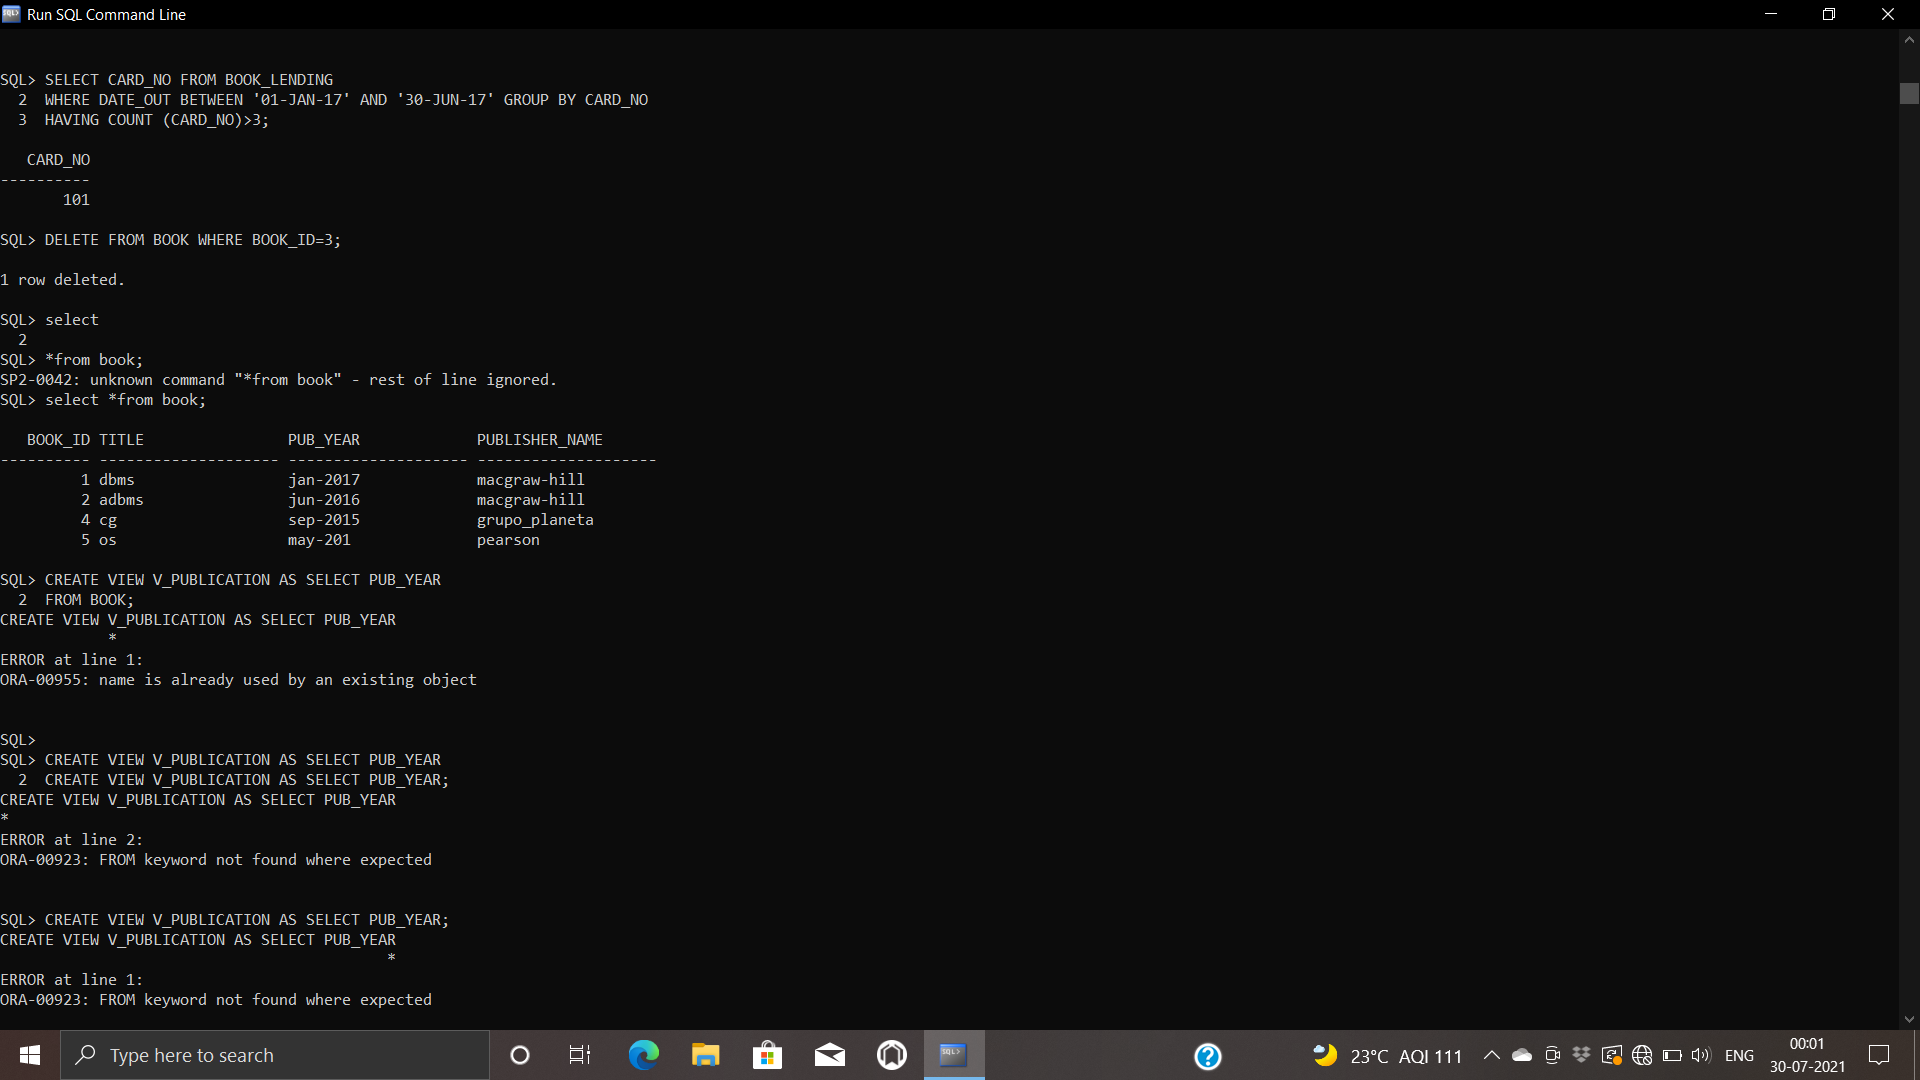 Run SQL Command Line
SQL> SELECT CARD_NO FROM BOOK_LENDING
  2  WHERE DATE_OUT BETWEEN '01-JAN-17' AND '30-JUN-17' GROUP BY CARD_NO
  3  HAVING COUNT (CARD_NO)>3;
   CARD_NO
----------
       101
SQL> DELETE FROM BOOK WHERE BOOK_ID=3;
1 row deleted.
SQL> select
  2
SQL> *from book;
SP2-0042: unknown command "*from book" - rest of line ignored.
SQL> select *from book;
   BOOK_ID TITLE                PUB_YEAR             PUBLISHER_NAME
---------- -------------------- -------------------- --------------------
         1 dbms                 jan-2017             macgraw-hill
         2 adbms                jun-2016             macgraw-hill
         4 cg                   sep-2015             grupo_planeta
         5 os                   may-201              pearson
SQL> CREATE VIEW V_PUBLICATION AS SELECT PUB_YEAR
  2  FROM BOOK;
CREATE VIEW V_PUBLICATION AS SELECT PUB_YEAR
            *
ERROR at line 1:
ORA-00955: name is already used by an existing object
SQL>
SQL> CREATE VIEW V_PUBLICATION AS SELECT PUB_YEAR
  2  CREATE VIEW V_PUBLICATION AS SELECT PUB_YEAR;
CREATE VIEW V_PUBLICATION AS SELECT PUB_YEAR
*
ERROR at line 2:
ORA-00923: FROM keyword not found where expected
SQL> CREATE VIEW V_PUBLICATION AS SELECT PUB_YEAR;
CREATE VIEW V_PUBLICATION AS SELECT PUB_YEAR
                                           *
ERROR at line 1:
ORA-00923: FROM keyword not found where expected
Type here to search
23°C AQI 111
ENG
00:01
30-07-2021